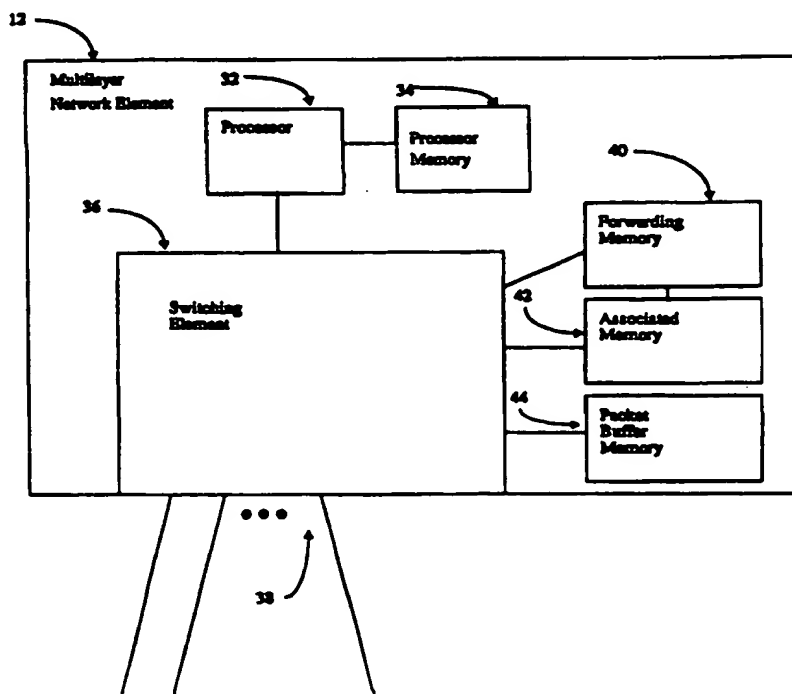 12
Multilayer
Network Element
32
Processor
34
Processor
Memory
36
Switching
Element
40
Forwarding
Memory
42
Associated
Memory
44
Packet
Buffer
Memory
38